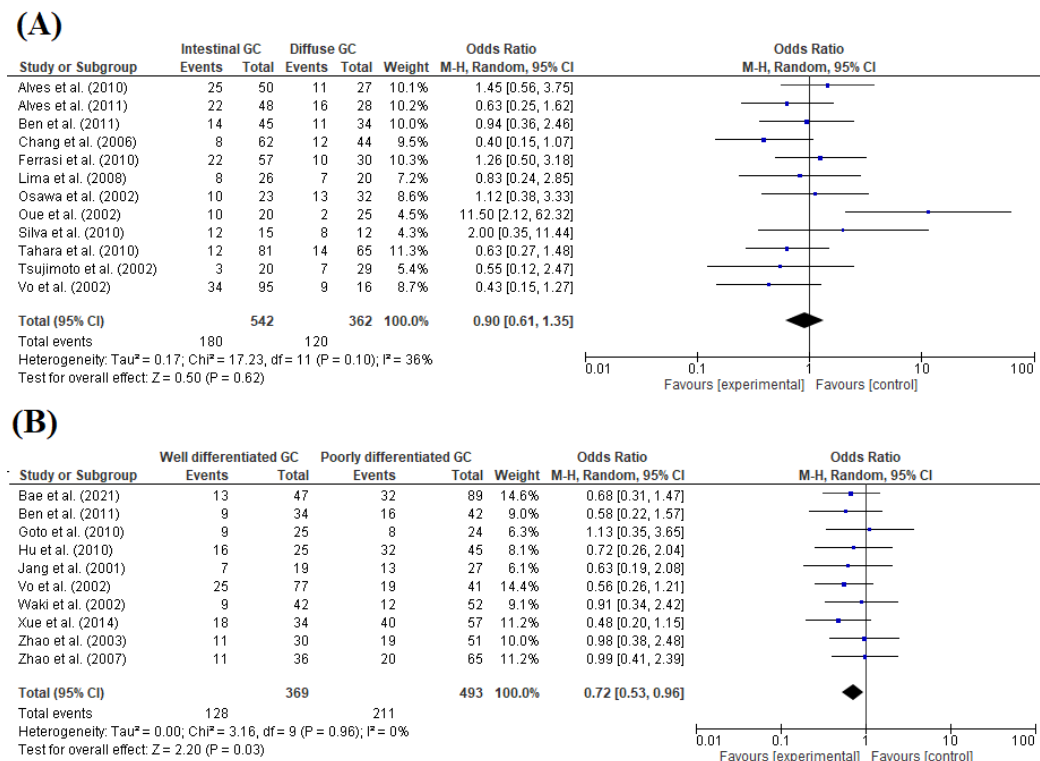 (A)
Intestinal GC Diffuse GC Odds Ratio Odds Ratio
Study or Subgroup Events Total Events Total Weight M-H, Random, 95% CI M-H, Random, 95% CI
Alves et al. (2010) 25 50 11 27 10.1% 1.45 [0.56, 3.75]
Alves et al. (2011) 22 48 16 28 10.2% 0.63 [0.25, 1.62]
Ben et al. (2011) 14 45 11 34 10.0% 0.94 [0.36, 2.46]
Chang et al. (2006) 8 62 12 44 9.5% 0.40 [0.15, 1.07]
Ferrasi et al. (2010) 22 57 10 30 10.3% 1.26 [0.50, 3.18]
Lima et al. (2008) 8 26 7 20 7.2% 0.83 [0.24, 2.85]
Osawa et al. (2002) 10 23 13 32 8.6% 1.12 [0.38, 3.33]
Oue et al. (2002) 10 20 2 25 4.5% 11.50 [2.12, 62.32]
Silva et al. (2010) 12 15 8 12 4.3% 2.00 [0.35, 11.44]
Tahara et al. (2010) 12 81 14 65 11.3% 0.63 [0.27, 1.48]
Tsujimoto et al. (2002) 3 20 7 29 5.4% 0.55 [0.12, 2.47]
Vo et al. (2002) 34 95 9 16 8.7% 0.43 [0.15, 1.27]
Total (95% CI) 542 362 100.0% 0.90 [0.61, 1.35]
Total events 180 120
Heterogeneity: Tau² = 0.17; Chi² = 17.23, df = 11 (P = 0.10); I² = 36%
Test for overall effect: Z = 0.50 (P = 0.62)
0.01 0.1 1 10 100
Favours [experimental] Favours [control]
(B)
Well differentiated GC Poorly differentiated GC Odds Ratio Odds Ratio
Study or Subgroup Events Total Events Total Weight M-H, Random, 95% CI M-H, Random, 95% CI
Bae et al. (2021) 13 47 32 89 14.6% 0.68 [0.31, 1.47]
Ben et al. (2011) 9 34 16 42 9.0% 0.58 [0.22, 1.57]
Goto et al. (2010) 9 25 8 24 6.3% 1.13 [0.35, 3.65]
Hu et al. (2010) 16 25 32 45 8.1% 0.72 [0.26, 2.04]
Jang et al. (2001) 7 19 13 27 6.1% 0.63 [0.19, 2.08]
Vo et al. (2002) 25 77 19 41 14.4% 0.56 [0.26, 1.21]
Waki et al. (2002) 9 42 12 52 9.1% 0.91 [0.34, 2.42]
Xue et al. (2014) 18 34 40 57 11.2% 0.48 [0.20, 1.15]
Zhao et al. (2003) 11 30 19 51 10.0% 0.98 [0.38, 2.48]
Zhao et al. (2007) 11 36 20 65 11.2% 0.99 [0.41, 2.39]
Total (95% CI) 369 493 100.0% 0.72 [0.53, 0.96]
Total events 128 211
Heterogeneity: Tau² = 0.00; Chi² = 3.16, df = 9 (P = 0.96); I² = 0%
Test for overall effect: Z = 2.20 (P = 0.03)
0.01 0.1 1 10 100
Favours [experimental] Favours [control]